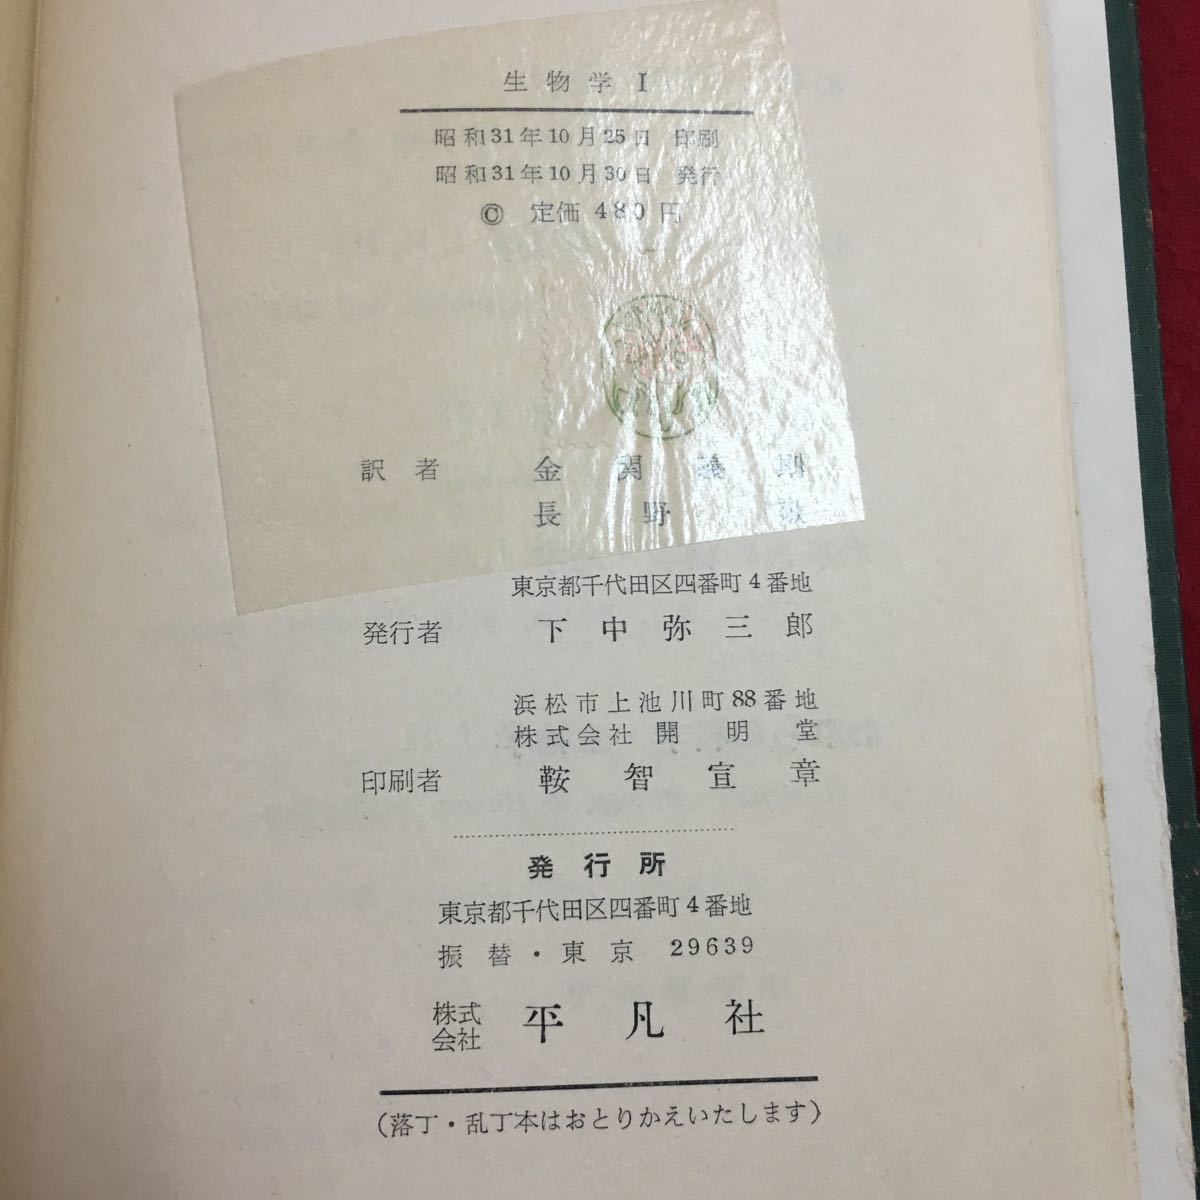 生物学 I
昭和31年10月25日 印刷
昭和31年10月30日 発行
© 定価 480円
訳者 金関義則
長野敬
東京都千代田区四番町4番地
発行者 下中弥三郎
浜松市上池川町88番地
株式会社 開明堂
印刷者 鞍智宣章
発行所
東京都千代田区四番町4番地
振替・東京 29639
株式会社 平凡社
(落丁・乱丁本はおとりかえいたします)